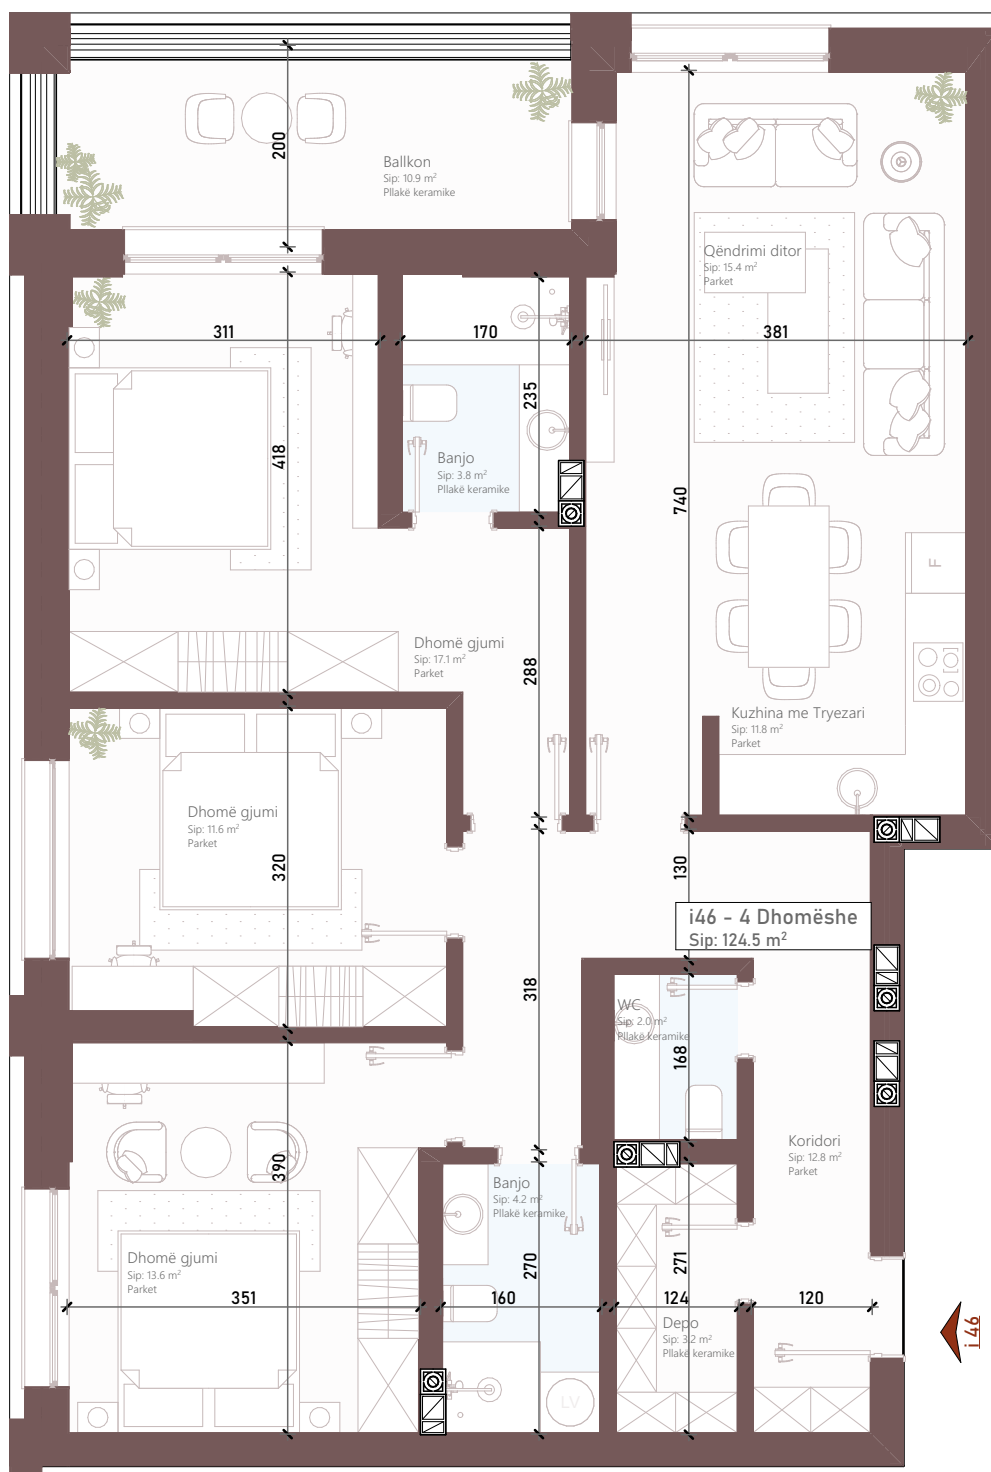 200
Ballkon
Sip: 10.9 m²
Pllakë keramike
Qëndrimi ditor
Sip: 15.4 m²
Parket
311
170
381
235
418
Banjo
Sip: 3.8 m²
Pllakë keramike
740
F
Dhomë gjumi
Sip: 17.1 m²
Parket
288
Kuzhina me Tryezari
Sip: 11.8 m²
Parket
Dhomë gjumi
Sip: 11.6 m²
Parket
320
130
i46 - 4 Dhomëshe
Sip: 124.5 m²
318
WC
Sip: 2.0 m²
Pllakë keramike
168
Koridori
Sip: 12.8 m²
Parket
390
Banjo
Sip: 4.2 m²
Pllakë keramike
Dhomë gjumi
Sip: 13.6 m²
Parket
270
271
351
160
124
120
Depo
Sip: 3.2 m²
Pllakë keramike
i 46
LV